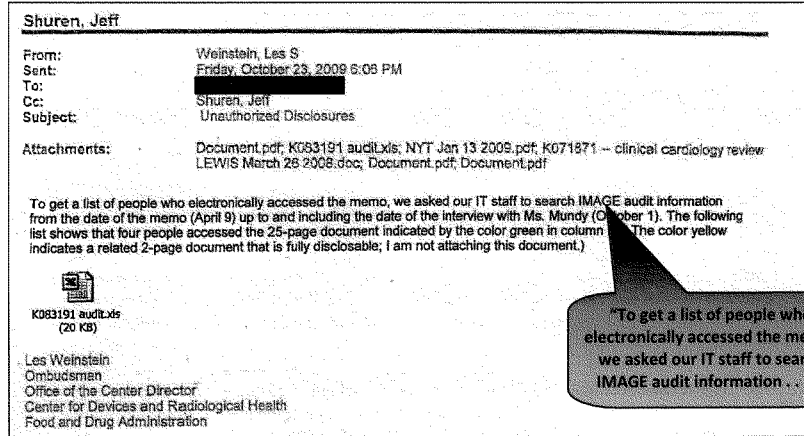 Shuren, Jeff
From: Weinstein, Les S
Sent: Friday, October 23, 2009 6:06 PM
To:
Cc: Shuren, Jeff
Subject: Unauthorized Disclosures
Attachments: Document.pdf; K083191 audit.xls; NYT Jan 13 2009.pdf; K071871 -- clinical cardiology review
LEWIS March 26 2008.doc; Document.pdf; Document.pdf
To get a list of people who electronically accessed the memo, we asked our IT staff to search IMAGE audit information
from the date of the memo (April 9) up to and including the date of the interview with Ms. Mundy (October 1). The following
list shows that four people accessed the 25-page document indicated by the color green in column The color yellow
indicates a related 2-page document that is fully disclosable; I am not attaching this document.)
K083191 audit.xls
(20 KB)
"To get a list of people who
electronically accessed the
we asked our IT staff to
IMAGE audit information . .
Les Weinstein
Ombudsman
Office of the Center Director
Center for Devices and Radiological Health
Food and Drug Administration